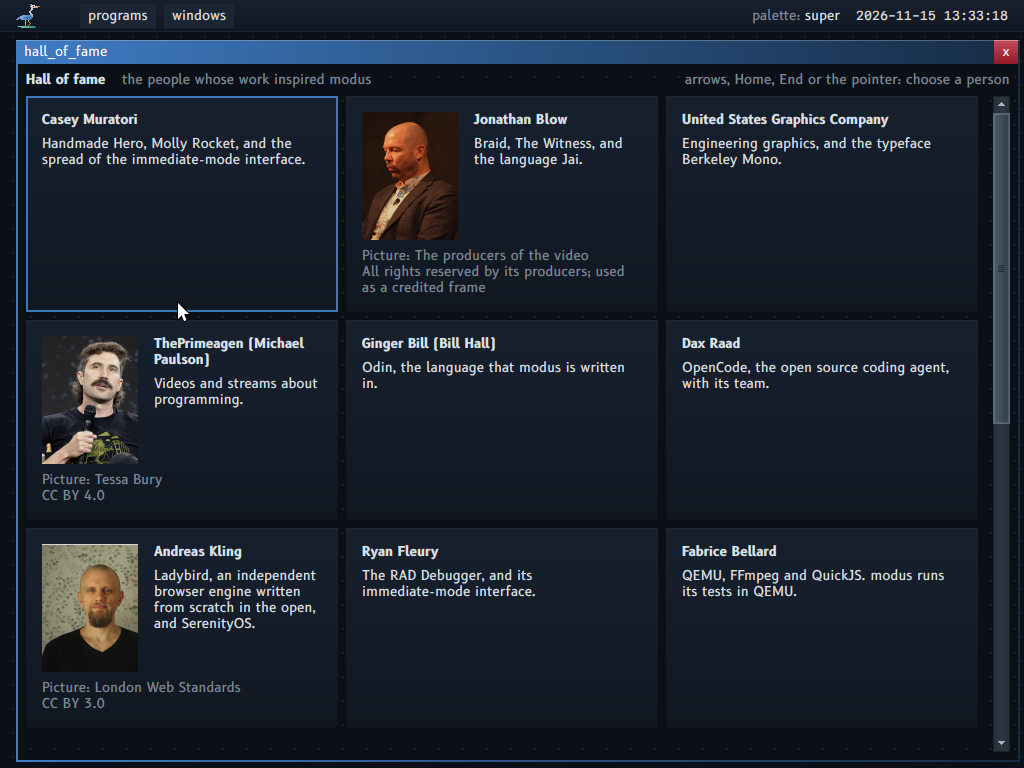 programs windows palette: super 2026-11-15 13:33:18
hall_of_fame x
Hall of fame the people whose work inspired modus arrows, Home, End or the pointer: choose a person
Casey Muratori
Handmade Hero, Molly Rocket, and the
spread of the immediate-mode interface.
Jonathan Blow
Braid, The Witness, and
the language Jai.
Picture: The producers of the video
All rights reserved by its producers; used
as a credited frame
United States Graphics Company
Engineering graphics, and the typeface
Berkeley Mono.
ThePrimeagen (Michael
Paulson)
Videos and streams about
programming.
Picture: Tessa Bury
CC BY 4.0
Ginger Bill (Bill Hall)
Odin, the language that modus is written
in.
Dax Raad
OpenCode, the open source coding agent,
with its team.
Andreas Kling
Ladybird, an independent
browser engine written
from scratch in the open,
and SerenityOS.
Picture: London Web Standards
CC BY 3.0
Ryan Fleury
The RAD Debugger, and its
immediate-mode interface.
Fabrice Bellard
QEMU, FFmpeg and QuickJS. modus runs
its tests in QEMU.